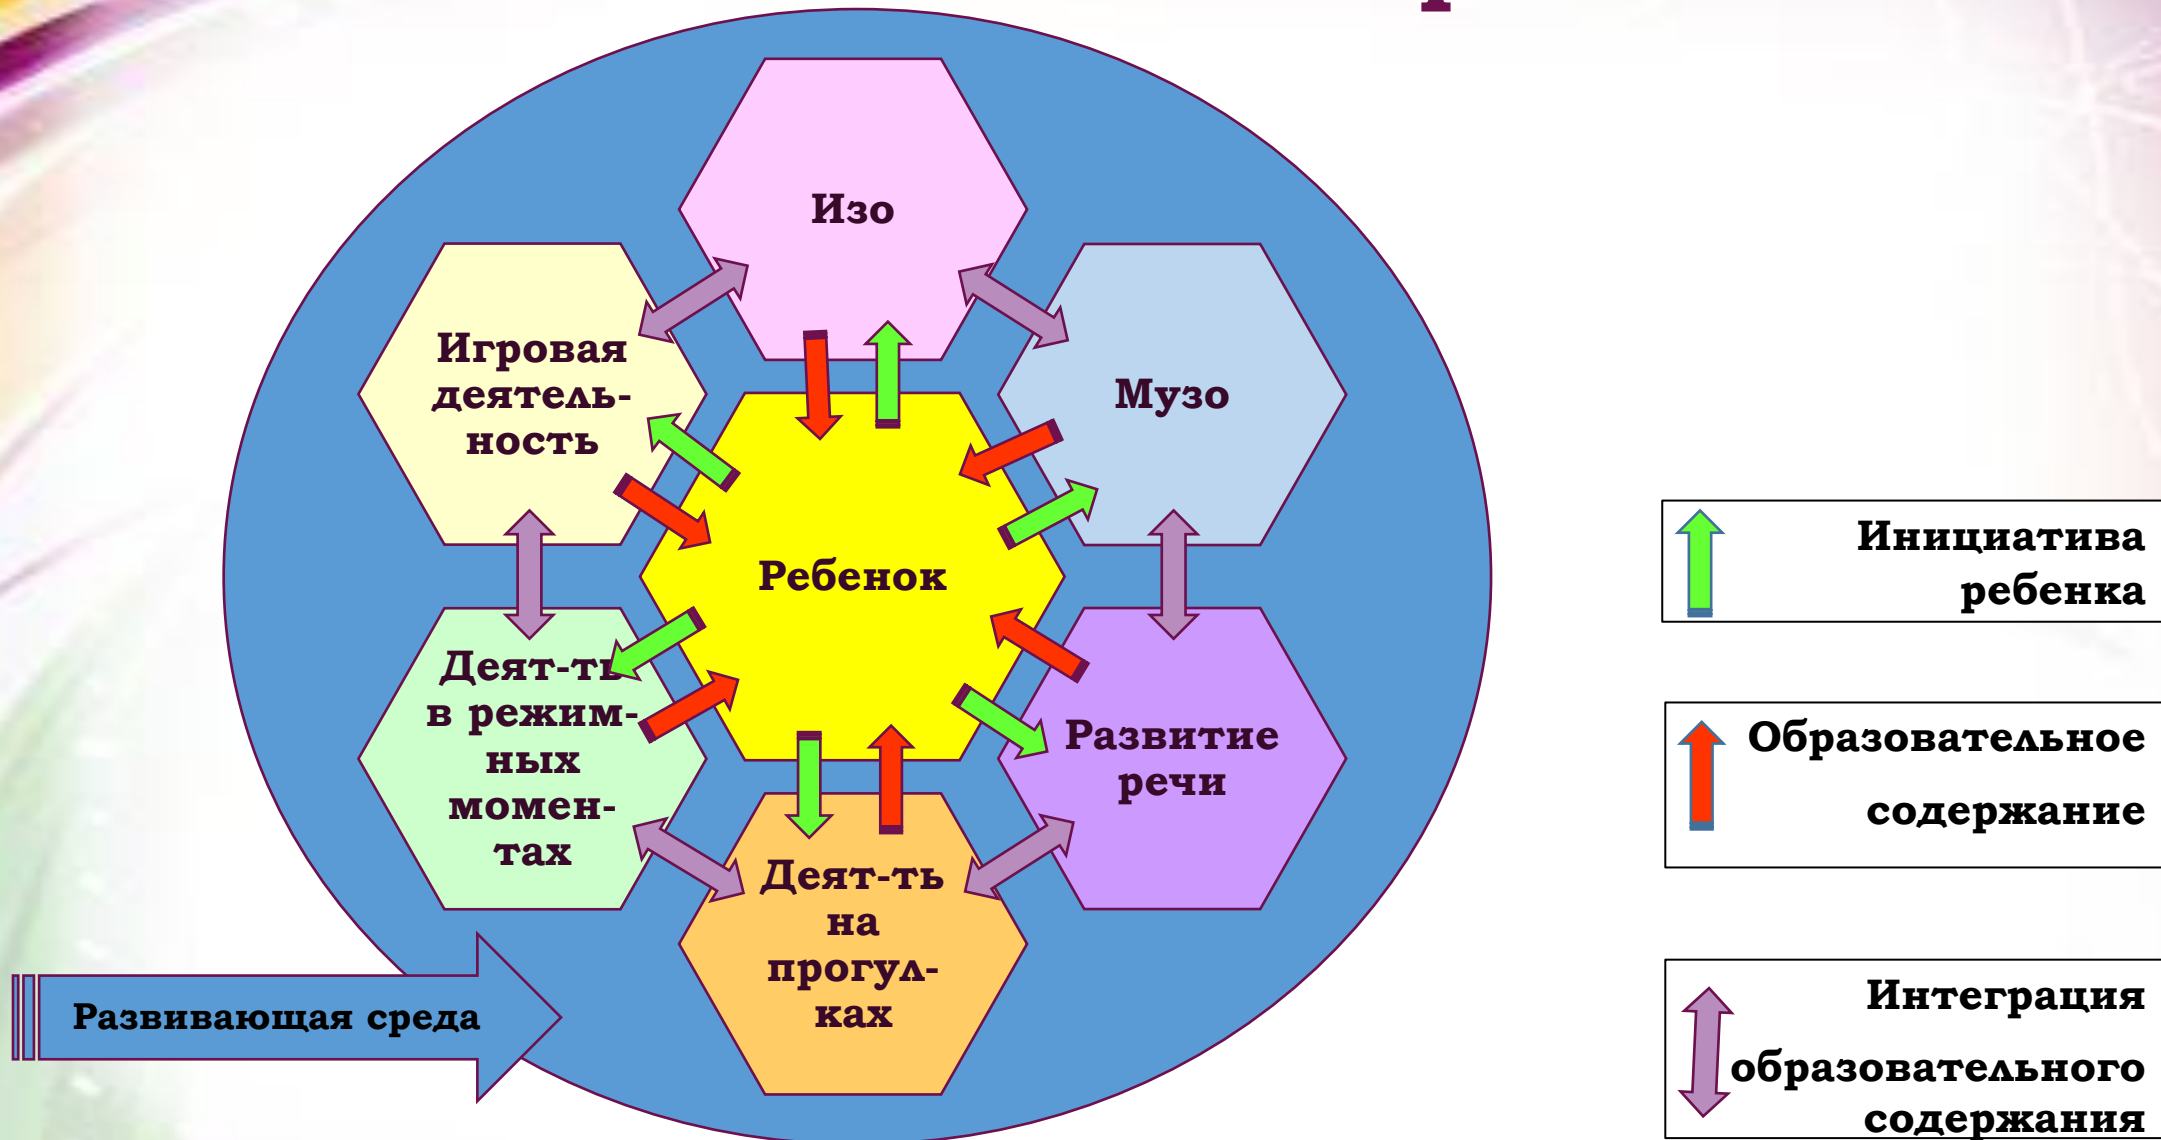 Изо
Игровая
деятель-
ность
Музо
Ребенок
Деят-ть
в режим-
ных
момен-
тах
Развитие
речи
Деят-ть
на
прогул-
ках
Развивающая среда
Инициатива
ребенка
Образовательное
содержание
Интеграция
образовательного
содержания